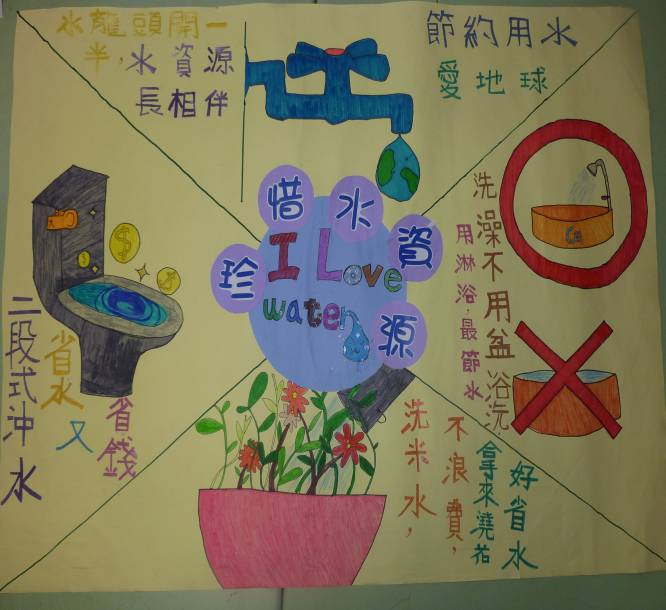 水龍頭開一
半，水資源
長相伴
節約用水
愛地球
珍惜水資源
I Love
water
二段式沖水
省水
又
省錢
$
$
$
洗澡不用盆浴洗
用淋浴，最節水
洗米水，
不浪費，
拿來澆花
好省水